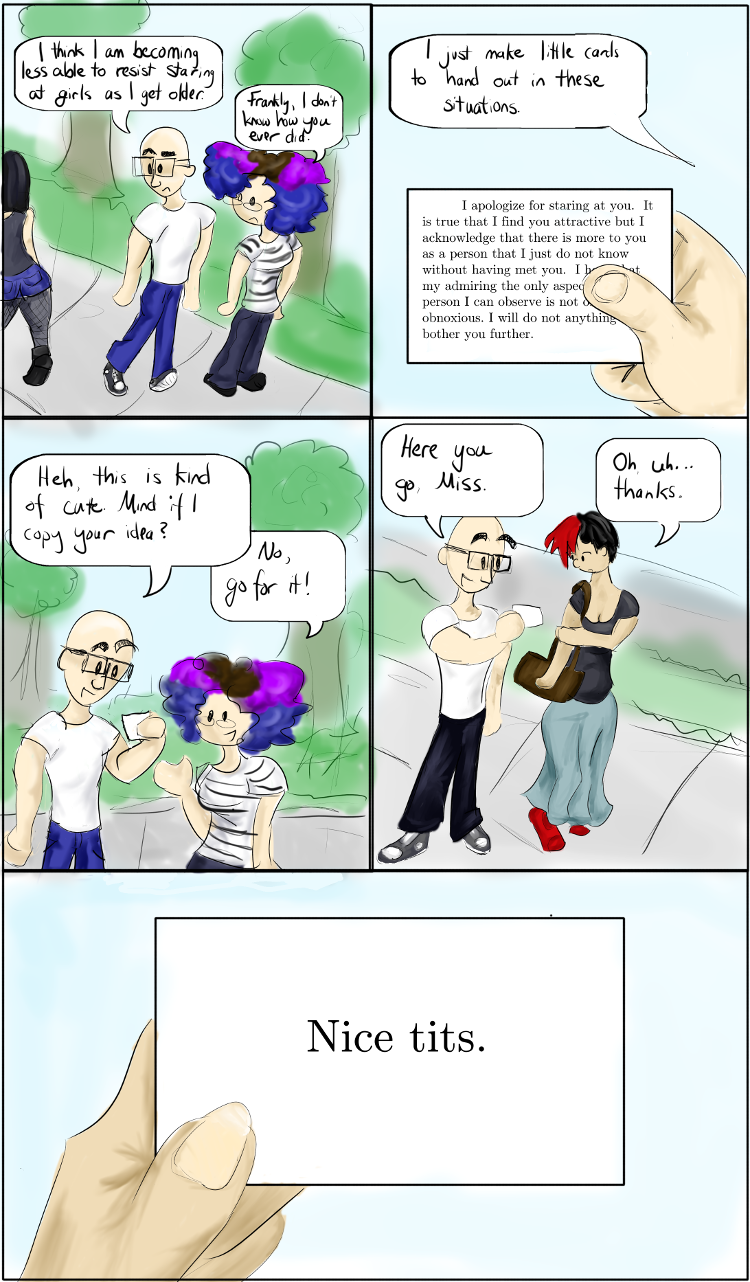 I think I am becoming
less able to resist staring
at girls as I get older.
Frankly, I don't
know how you
ever did.
I just make little cards
to hand out in these
situations.
I apologize for staring at you. It
is true that I find you attractive but I
acknowledge that there is more to you
as a person that I just do not know
without having met you. I
my admiring the only
person I can observe is not
obnoxious. I will do not anything
bother you further.
Heh, this is kind
of cute. Mind if I
copy your idea?
No,
go for it!
Here you
go, Miss.
Oh, uh...
thanks.
Nice tits.